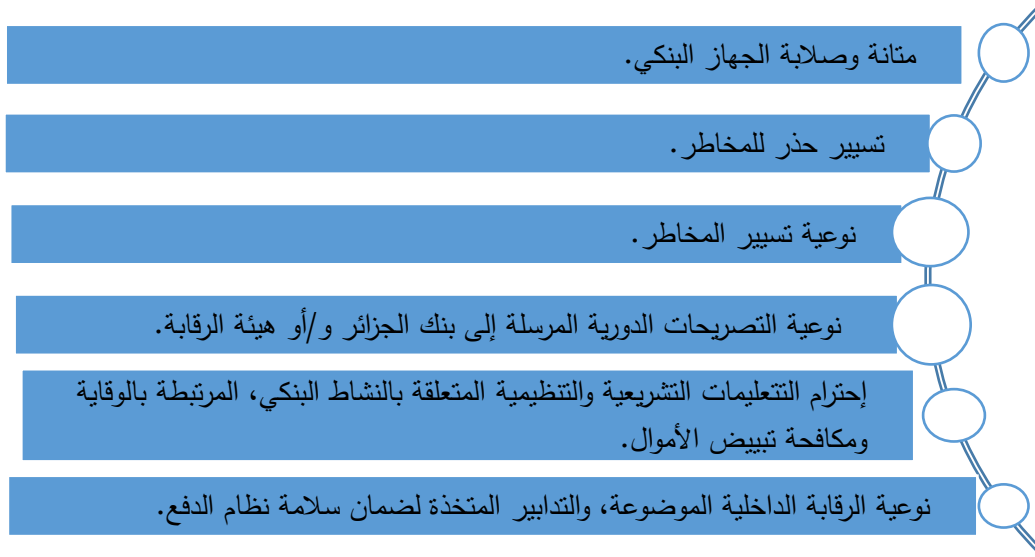 متانة وصلابة الجهاز البنكي.
تسيير حذر للمخاطر.
نوعية تسيير المخاطر.
نوعية التصريحات الدورية المرسلة إلى بنك الجزائر و/أو هيئة الرقابة.
إحترام التتعليمات التشريعية والتنظيمية المتعلقة بالنشاط البنكي، المرتبطة بالوقاية
ومكافحة تبييض الأموال.
نوعية الرقابة الداخلية الموضوعة، والتدابير المتخذة لضمان سلامة نظام الدفع.